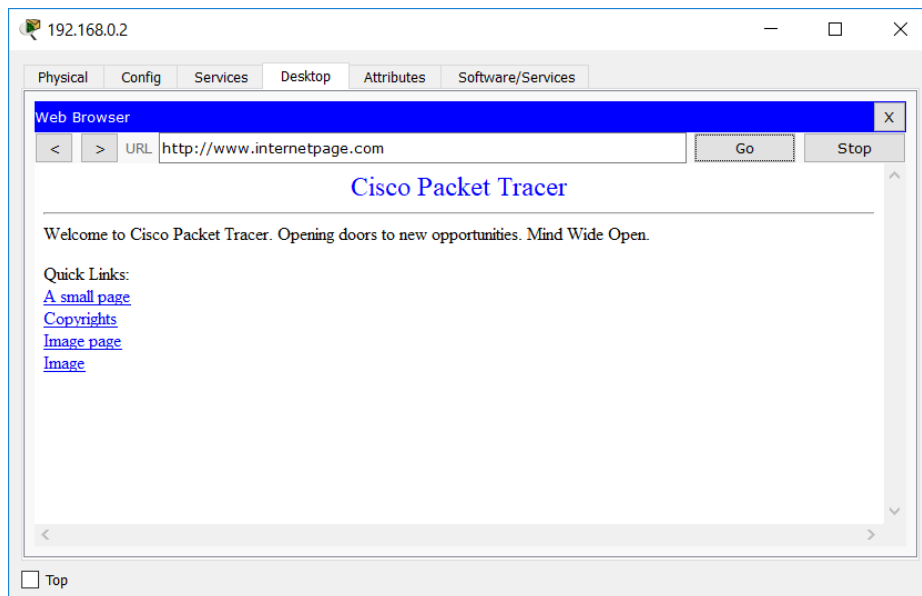 192.168.0.2
Physical Config Services Desktop Attributes Software/Services
Web Browser X
< > URL http://www.internetpage.com Go Stop
Cisco Packet Tracer
Welcome to Cisco Packet Tracer. Opening doors to new opportunities. Mind Wide Open.
Quick Links:
A small page
Copyrights
Image page
Image
Top